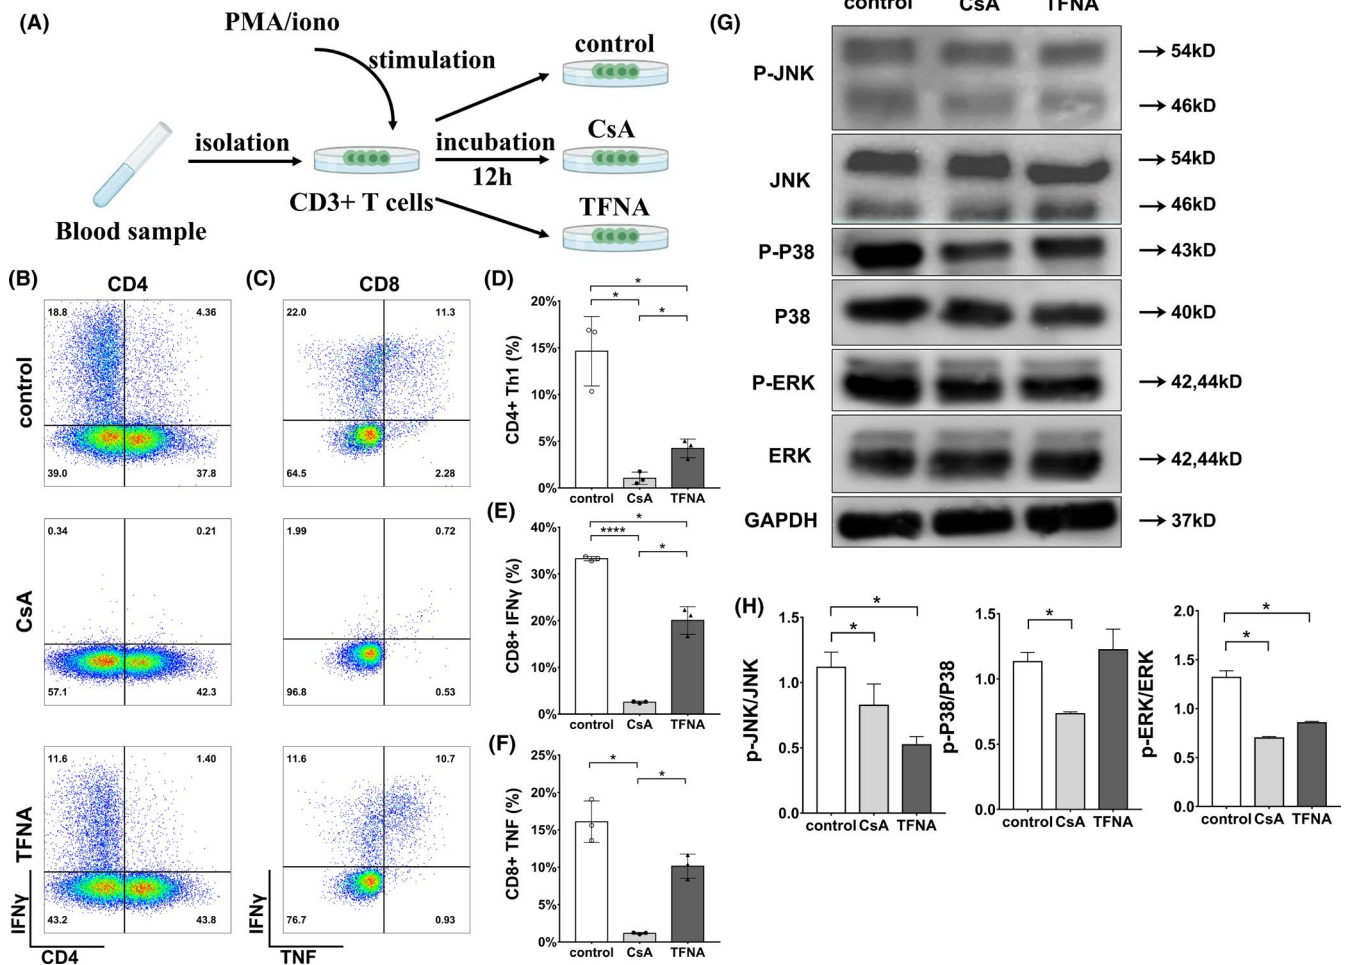 (A)
PMA/iono
stimulation
control
isolation
incubation
12h
CsA
TFNA
CD3+ T cells
Blood sample
(B)
CD4
control
18.8
4.36
39.0
37.8
CsA
0.34
0.21
57.1
42.3
TFNA
11.6
1.40
43.2
43.8
IFNγ
CD4
(C)
CD8
22.0
11.3
64.5
2.28
1.99
0.72
96.8
0.53
11.6
10.7
76.7
0.93
IFNγ
TNF
(D)
CD4+ Th1 (%)
20%
15%
10%
5%
0%
*
*
*
control CsA TFNA
(E)
CD8+ IFNγ (%)
40%
30%
20%
10%
0%
*
****
*
control CsA TFNA
(F)
CD8+ TNF (%)
25%
20%
15%
10%
5%
0%
*
*
control CsA TFNA
(G)
control CsA TFNA
P-JNK
54kD
46kD
JNK
54kD
46kD
P-P38
43kD
P38
40kD
P-ERK
42,44kD
ERK
42,44kD
GAPDH
37kD
(H)
p-JNK/JNK
1.5
1.0
0.5
0.0
*
*
control CsA TFNA
p-P38/P38
1.5
1.0
0.5
0.0
*
control CsA TFNA
p-ERK/ERK
2.0
1.5
1.0
0.5
0.0
*
*
control CsA TFNA